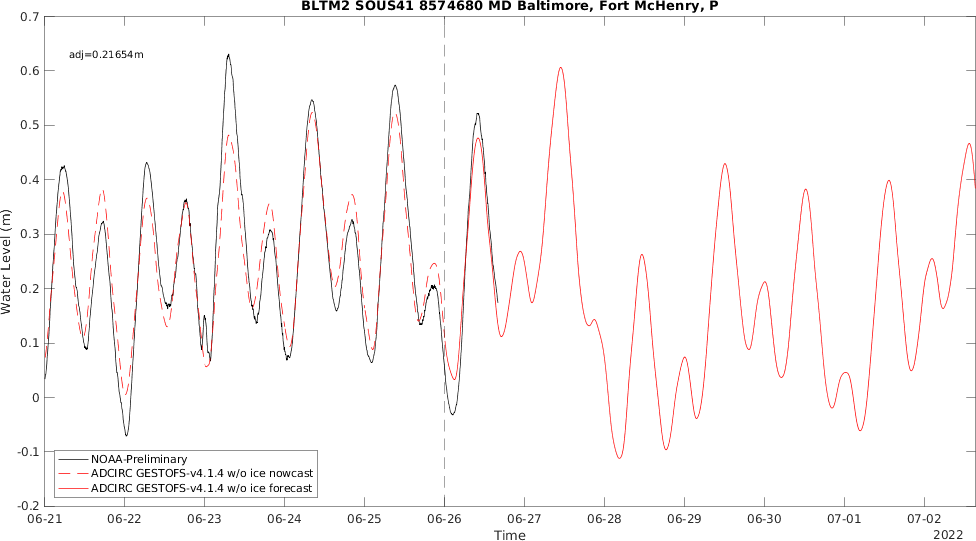 BLTM2 SOUS41 8574680 MD Baltimore, Fort McHenry, P
adj=0.21654m
Water Level (m)
0.7
0.6
0.5
0.4
0.3
0.2
0.1
0
-0.1
-0.2
NOAA-Preliminary
ADCIRC GESTOFS-v4.1.4 w/o ice nowcast
ADCIRC GESTOFS-v4.1.4 w/o ice forecast
06-21 06-22 06-23 06-24 06-25 06-26 06-27 06-28 06-29 06-30 07-01 07-02
Time
2022